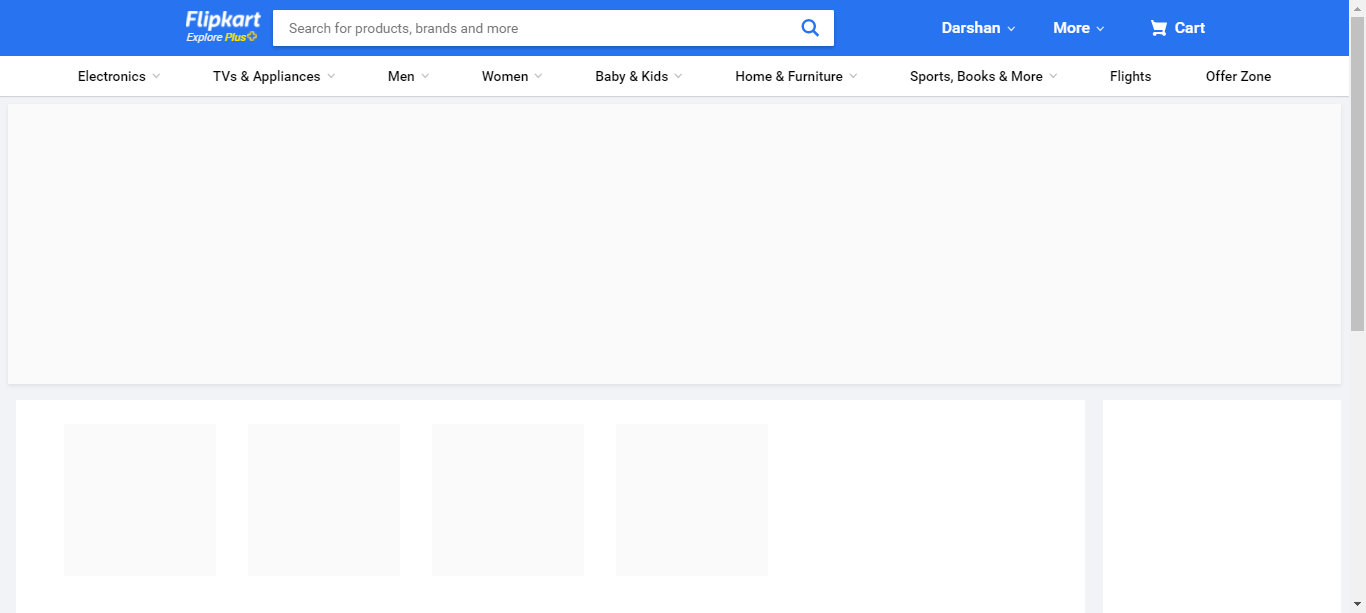 Flipkart
Explore Plus
Search for products, brands and more
Darshan
More
Cart
Electronics
TVs & Appliances
Men
Women
Baby & Kids
Home & Furniture
Sports, Books & More
Flights
Offer Zone